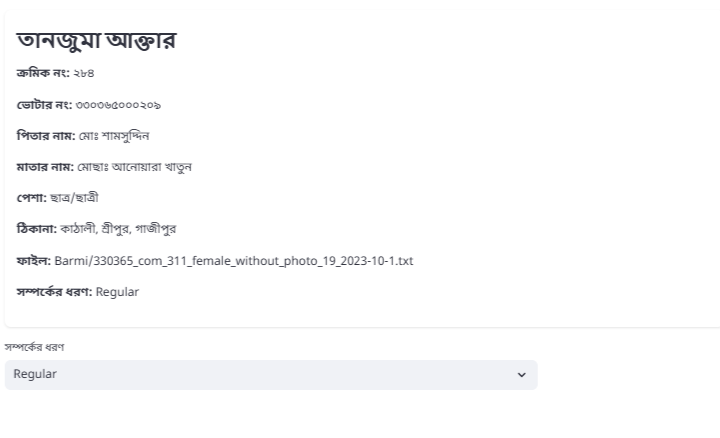 তানজুমা আক্তার
ক্রমিক নং: ২৮৪
ভোটার নং: ৩৩০৩৬৫০০০২০৯
পিতার নাম: মোঃ শামসুদ্দিন
মাতার নাম: মোছাঃ আনোয়ারা খাতুন
পেশা: ছাত্র/ছাত্রী
ঠিকানা: কাঠালী, শ্রীপুর, গাজীপুর
ফাইল: Barmi/330365_com_311_female_without_photo_19_2023-10-1.txt
সম্পর্কের ধরণ: Regular
সম্পর্কের ধরণ
Regular